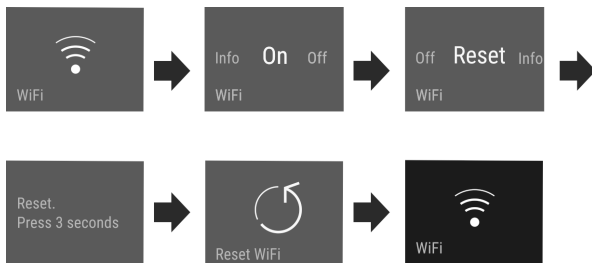 WiFi
Info On Off
WiFi
Off Reset Info
WiFi
Reset.
Press 3 seconds
Reset WiFi
WiFi